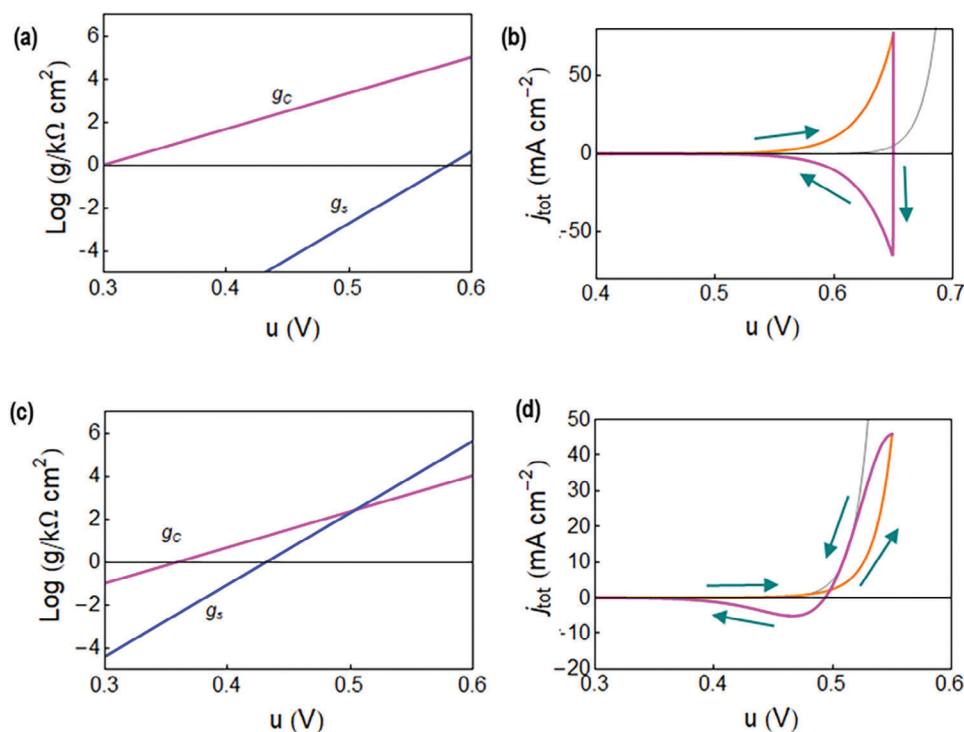 (a)
Log (g/kΩ cm²)
6
4
2
0
-2
-4
g_C
g_s
0.3 0.4 0.5 0.6
u (V)
(b)
j_tot (mA cm⁻²)
50
0
-50
0.4 0.5 0.6 0.7
u (V)
(c)
Log (g/kΩ cm²)
6
4
2
0
−2
−4
g_C
g_s
0.3 0.4 0.5 0.6
u (V)
(d)
j_tot (mA cm⁻²)
50
40
30
20
10
0
-10
−20
0.3 0.4 0.5 0.6
u (V)